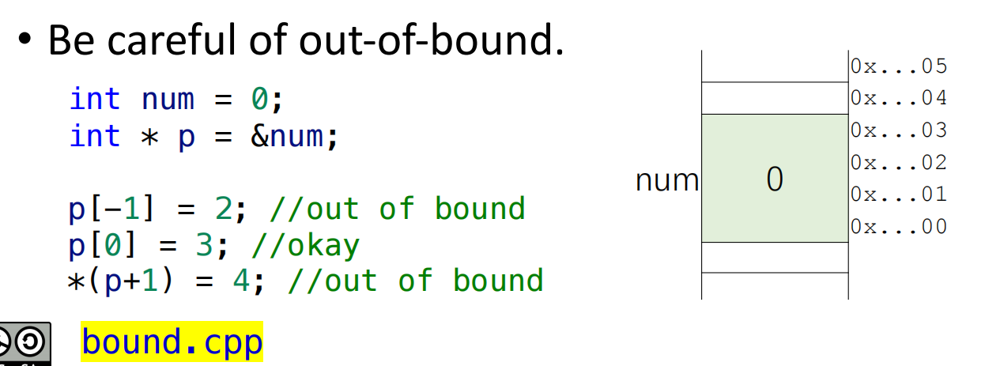 • Be careful of out-of-bound.
int num = 0;
int * p = &num;
p[-1] = 2; //out of bound
p[0] = 3; //okay
*(p+1) = 4; //out of bound
bound.cpp
0x...05
0x...04
0x...03
0x...02
0x...01
0x...00
num
0